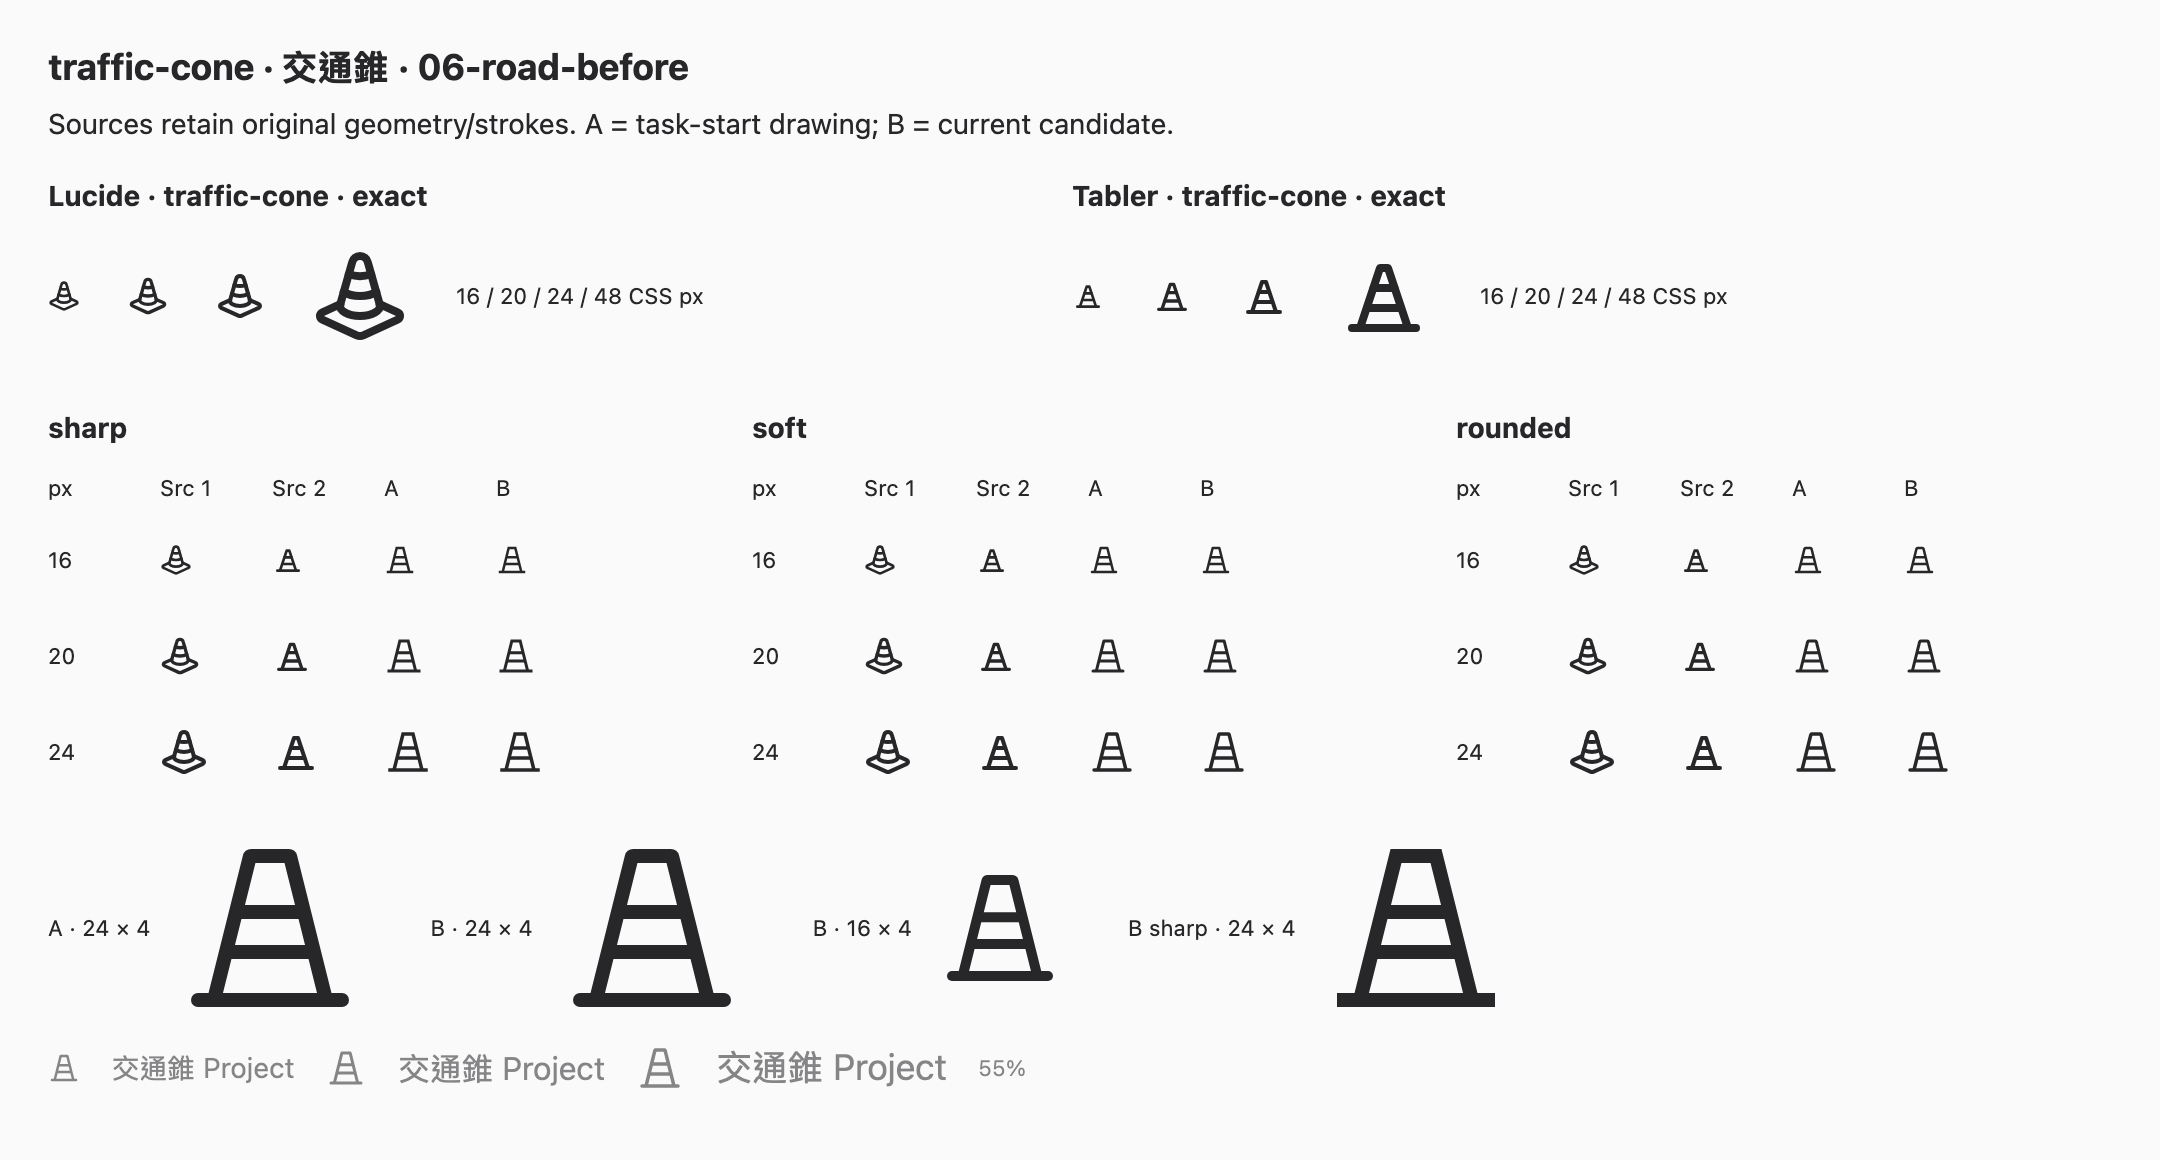 traffic-cone · 交通錐 · 06-road-before
Sources retain original geometry/strokes. A = task-start drawing; B = current candidate.
Lucide · traffic-cone · exact
16 / 20 / 24 / 48 CSS px
Tabler · traffic-cone · exact
16 / 20 / 24 / 48 CSS px
sharp
px Src 1 Src 2 A B
16
20
24
soft
px Src 1 Src 2 A B
16
20
24
rounded
px Src 1 Src 2 A B
16
20
24
A · 24 × 4
B · 24 × 4
B · 16 × 4
B sharp · 24 × 4
交通錐 Project 交通錐 Project 交通錐 Project 55%